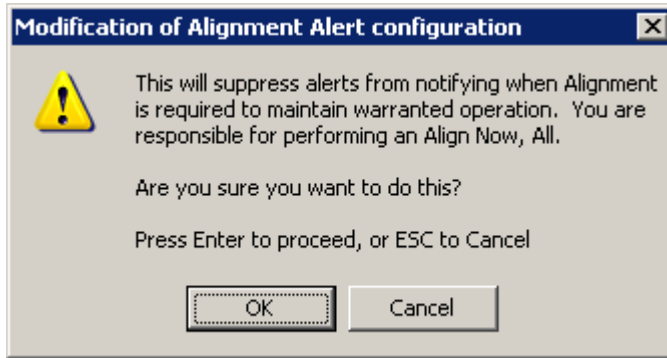 Modification of Alignment Alert configuration
This will suppress alerts from notifying when Alignment
is required to maintain warranted operation.  You are
responsible for performing an Align Now, All.
Are you sure you want to do this?
Press Enter to proceed, or ESC to Cancel
OK
Cancel